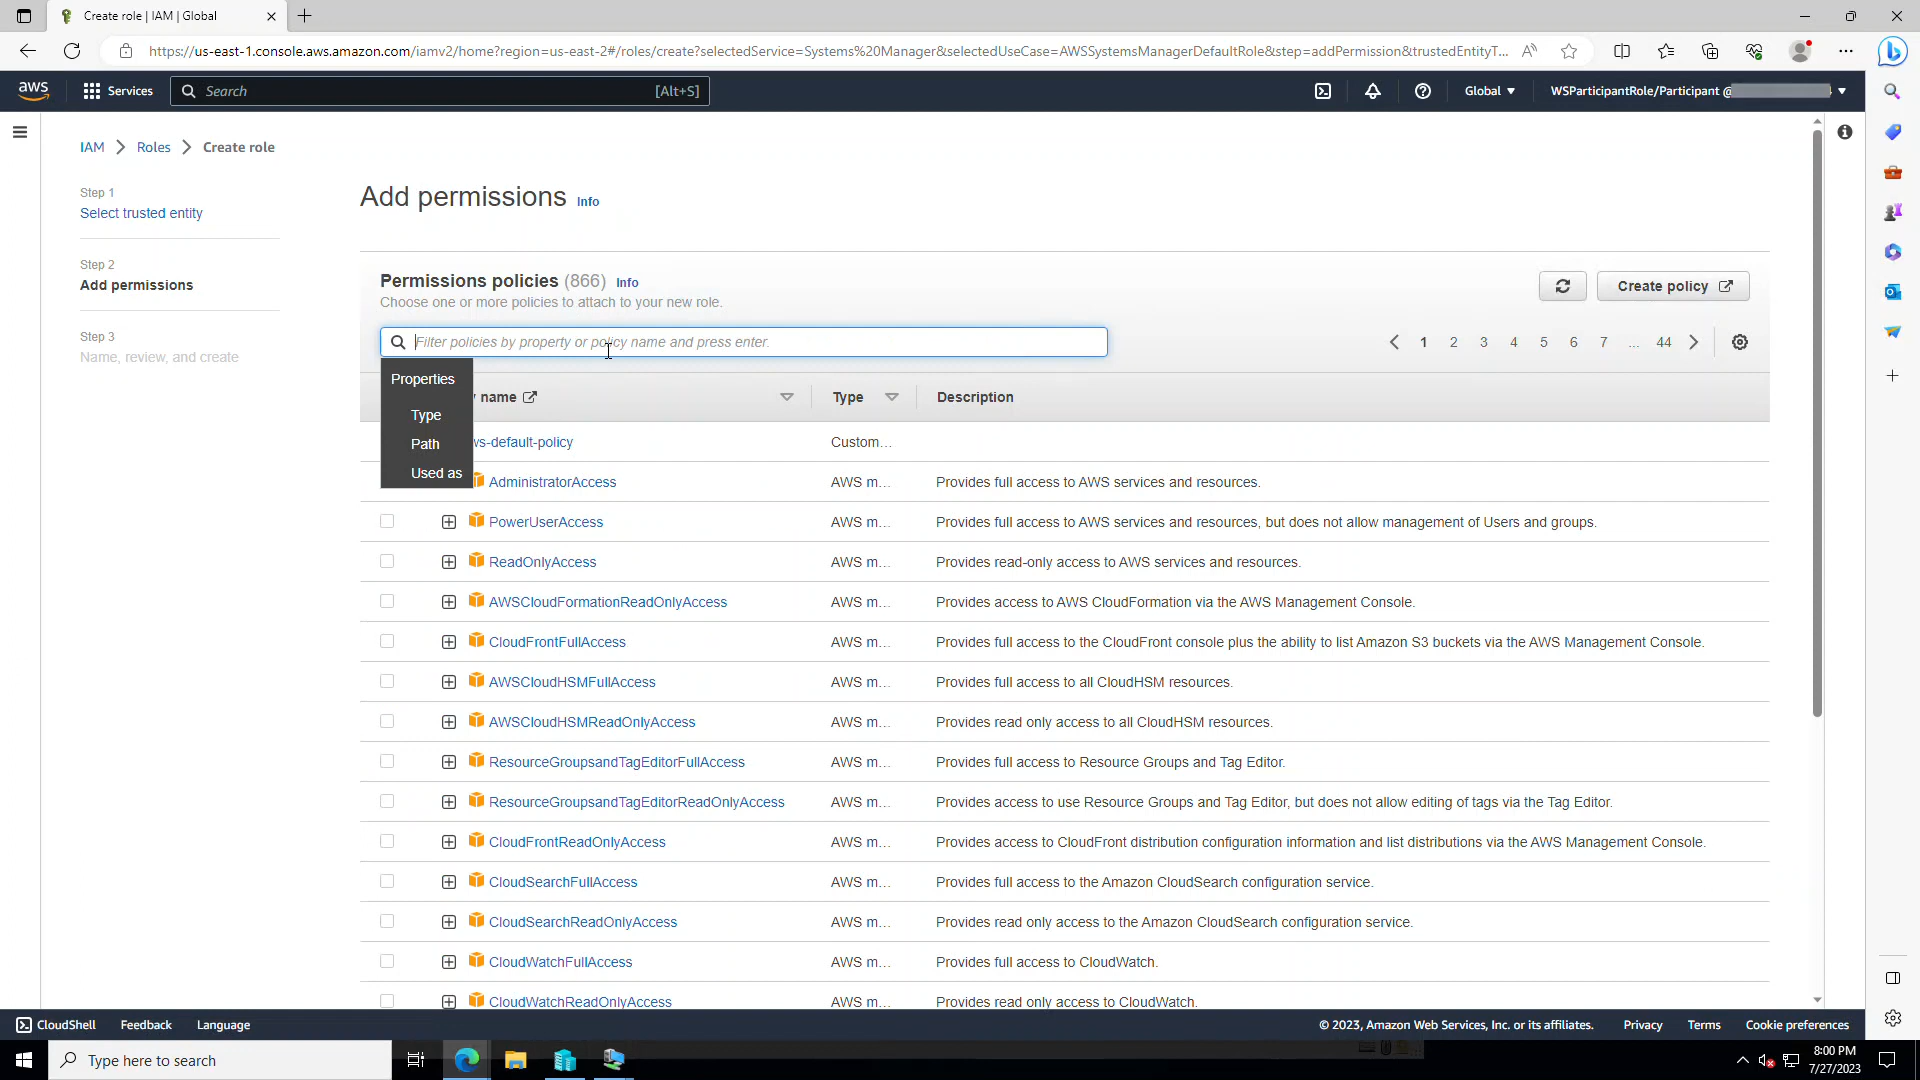 Create role | IAM | Global
https://us-east-1.console.aws.amazon.com/iamv2/home?region=us-east-2#/roles/create?selectedService=Systems%20Manager&selectedUseCase=AWSSystemsManagerDefaultRole&step=addPermission&trustedEntityT...
aws
Services
Search
[Alt+S]
Global
WSParticipantRole/Participant @
IAM
Roles
Create role
Step 1
Select trusted entity
Step 2
Add permissions
Step 3
Name, review, and create
Add permissions Info
Permissions policies (866) Info
Choose one or more policies to attach to your new role.
Create policy
Filter policies by property or policy name and press enter.
1 2 3 4 5 6 7 ... 44
Properties
Type
Path
Used as
name
Type
Description
ws-default-policy Custom...
AdministratorAccess AWS m... Provides full access to AWS services and resources.
PowerUserAccess AWS m... Provides full access to AWS services and resources, but does not allow management of Users and groups.
ReadOnlyAccess AWS m... Provides read-only access to AWS services and resources.
AWSCloudFormationReadOnlyAccess AWS m... Provides access to AWS CloudFormation via the AWS Management Console.
CloudFrontFullAccess AWS m... Provides full access to the CloudFront console plus the ability to list Amazon S3 buckets via the AWS Management Console.
AWSCloudHSMFullAccess AWS m... Provides full access to all CloudHSM resources.
AWSCloudHSMReadOnlyAccess AWS m... Provides read only access to all CloudHSM resources.
ResourceGroupsandTagEditorFullAccess AWS m... Provides full access to Resource Groups and Tag Editor.
ResourceGroupsandTagEditorReadOnlyAccess AWS m... Provides access to use Resource Groups and Tag Editor, but does not allow editing of tags via the Tag Editor.
CloudFrontReadOnlyAccess AWS m... Provides access to CloudFront distribution configuration information and list distributions via the AWS Management Console.
CloudSearchFullAccess AWS m... Provides full access to the Amazon CloudSearch configuration service.
CloudSearchReadOnlyAccess AWS m... Provides read only access to the Amazon CloudSearch configuration service.
CloudWatchFullAccess AWS m... Provides full access to CloudWatch.
CloudWatchReadOnlyAccess AWS m... Provides read only access to CloudWatch.
CloudShell
Feedback
Language
© 2023, Amazon Web Services, Inc. or its affiliates.
Privacy
Terms
Cookie preferences
Type here to search
8:00 PM
7/27/2023